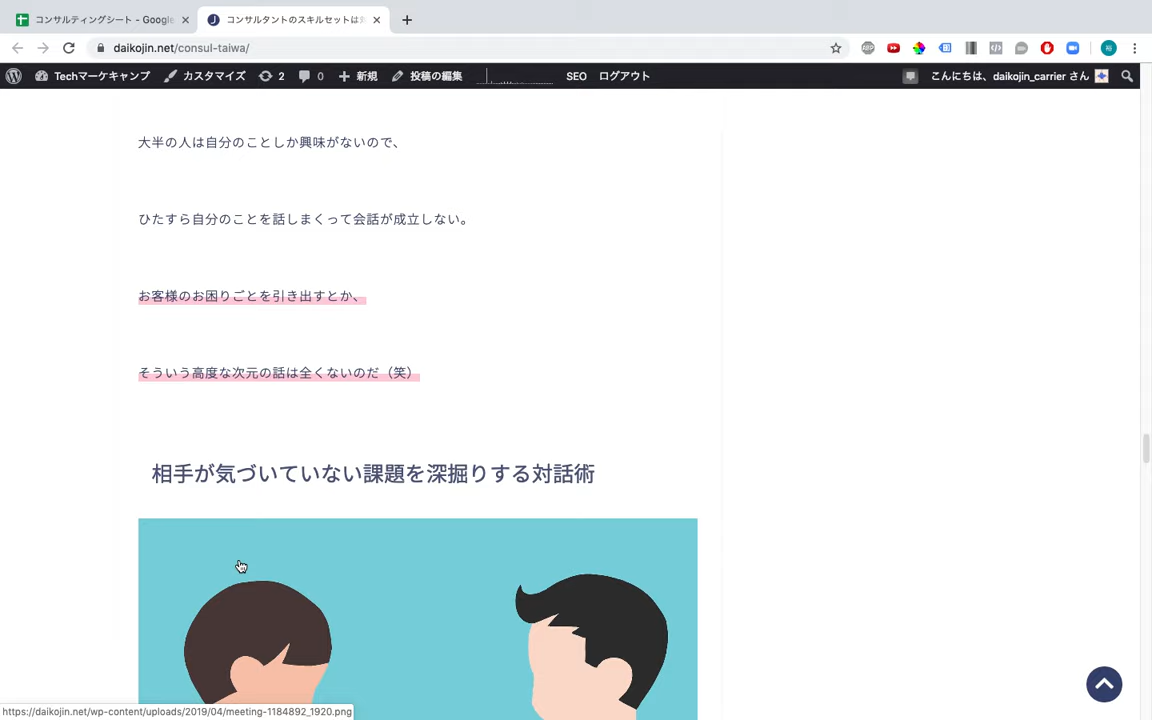 コンサルティングシート - Google
コンサルタントのスキルセットは
daikojin.net/consul-taiwa/
Techマーケキャンプ カスタマイズ 2 0 新規 投稿の編集 SEO ログアウト こんにちは、daikojin_carrier さん
大半の人は自分のことしか興味がないので、
ひたすら自分のことを話しまくって会話が成立しない。
お客様のお困りごとを引き出すとか、
そういう高度な次元の話は全くないのだ（笑）
相手が気づいていない課題を深掘りする対話術
https://daikojin.net/wp-content/uploads/2019/04/meeting-1184892_1920.png